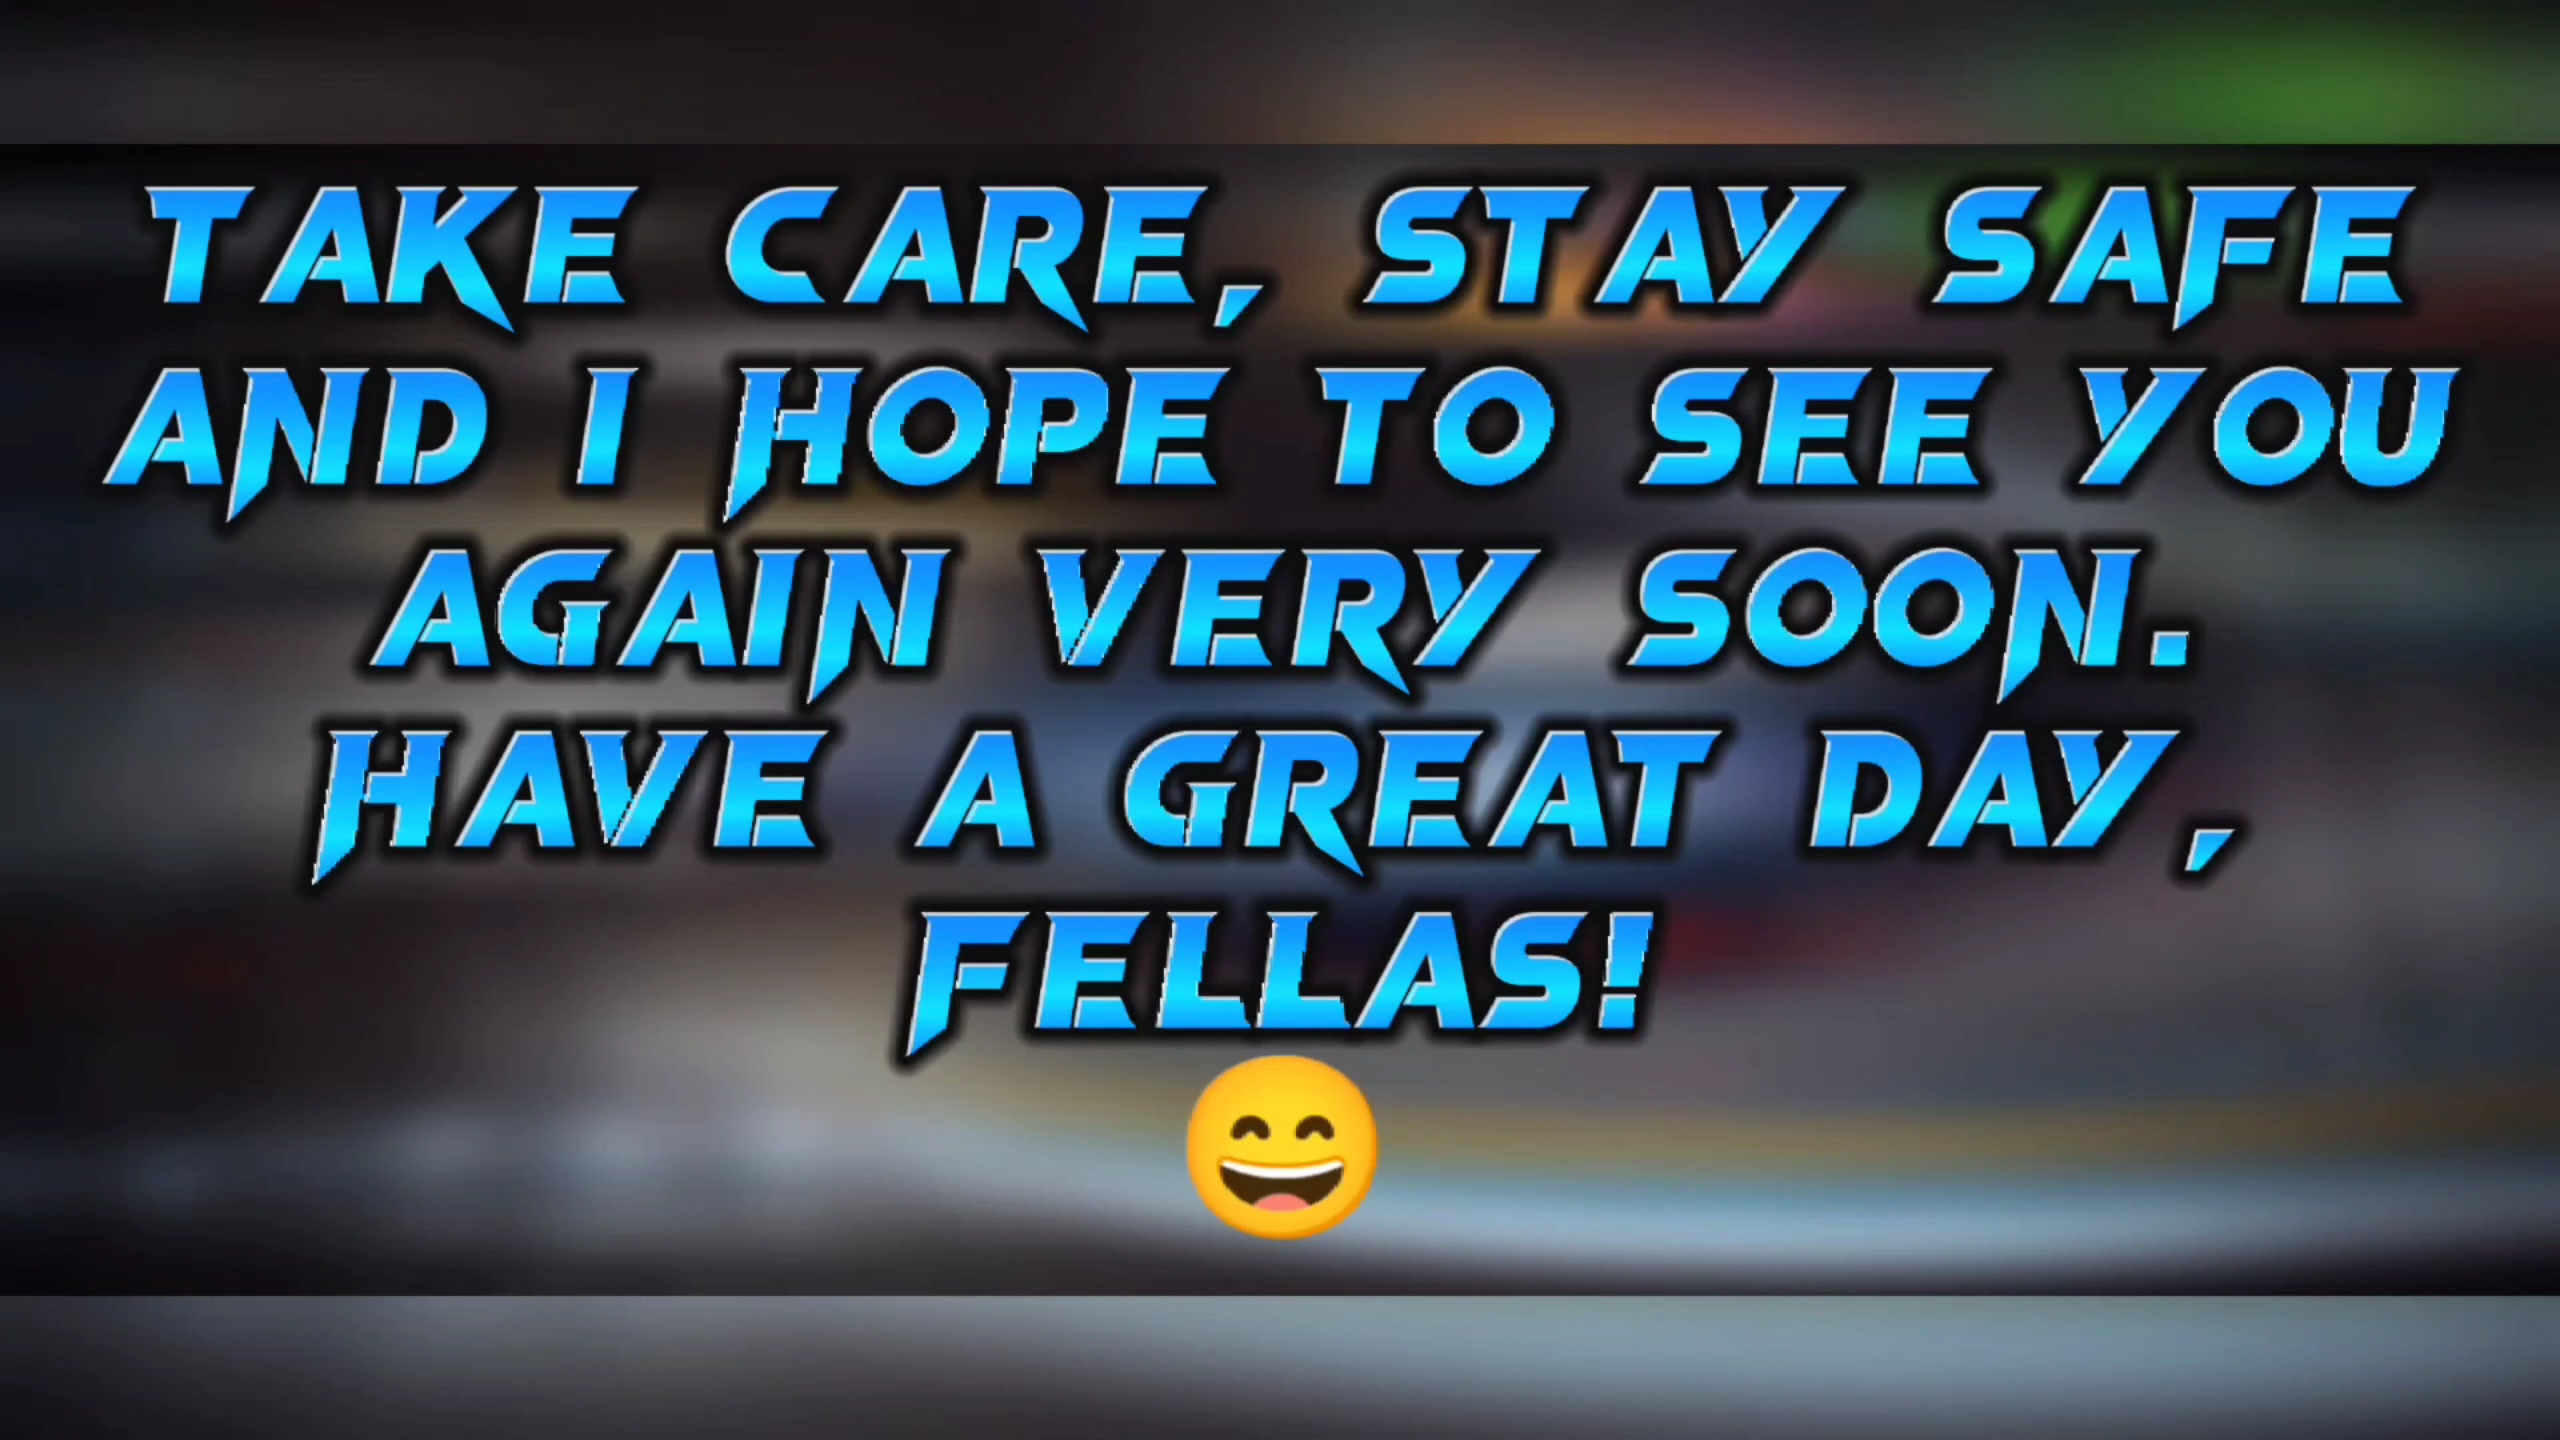 TAKE CARE, STAY SAFE
AND I HOPE TO SEE YOU
AGAIN VERY SOON.
HAVE A GREAT DAY,
FELLAS!
😄